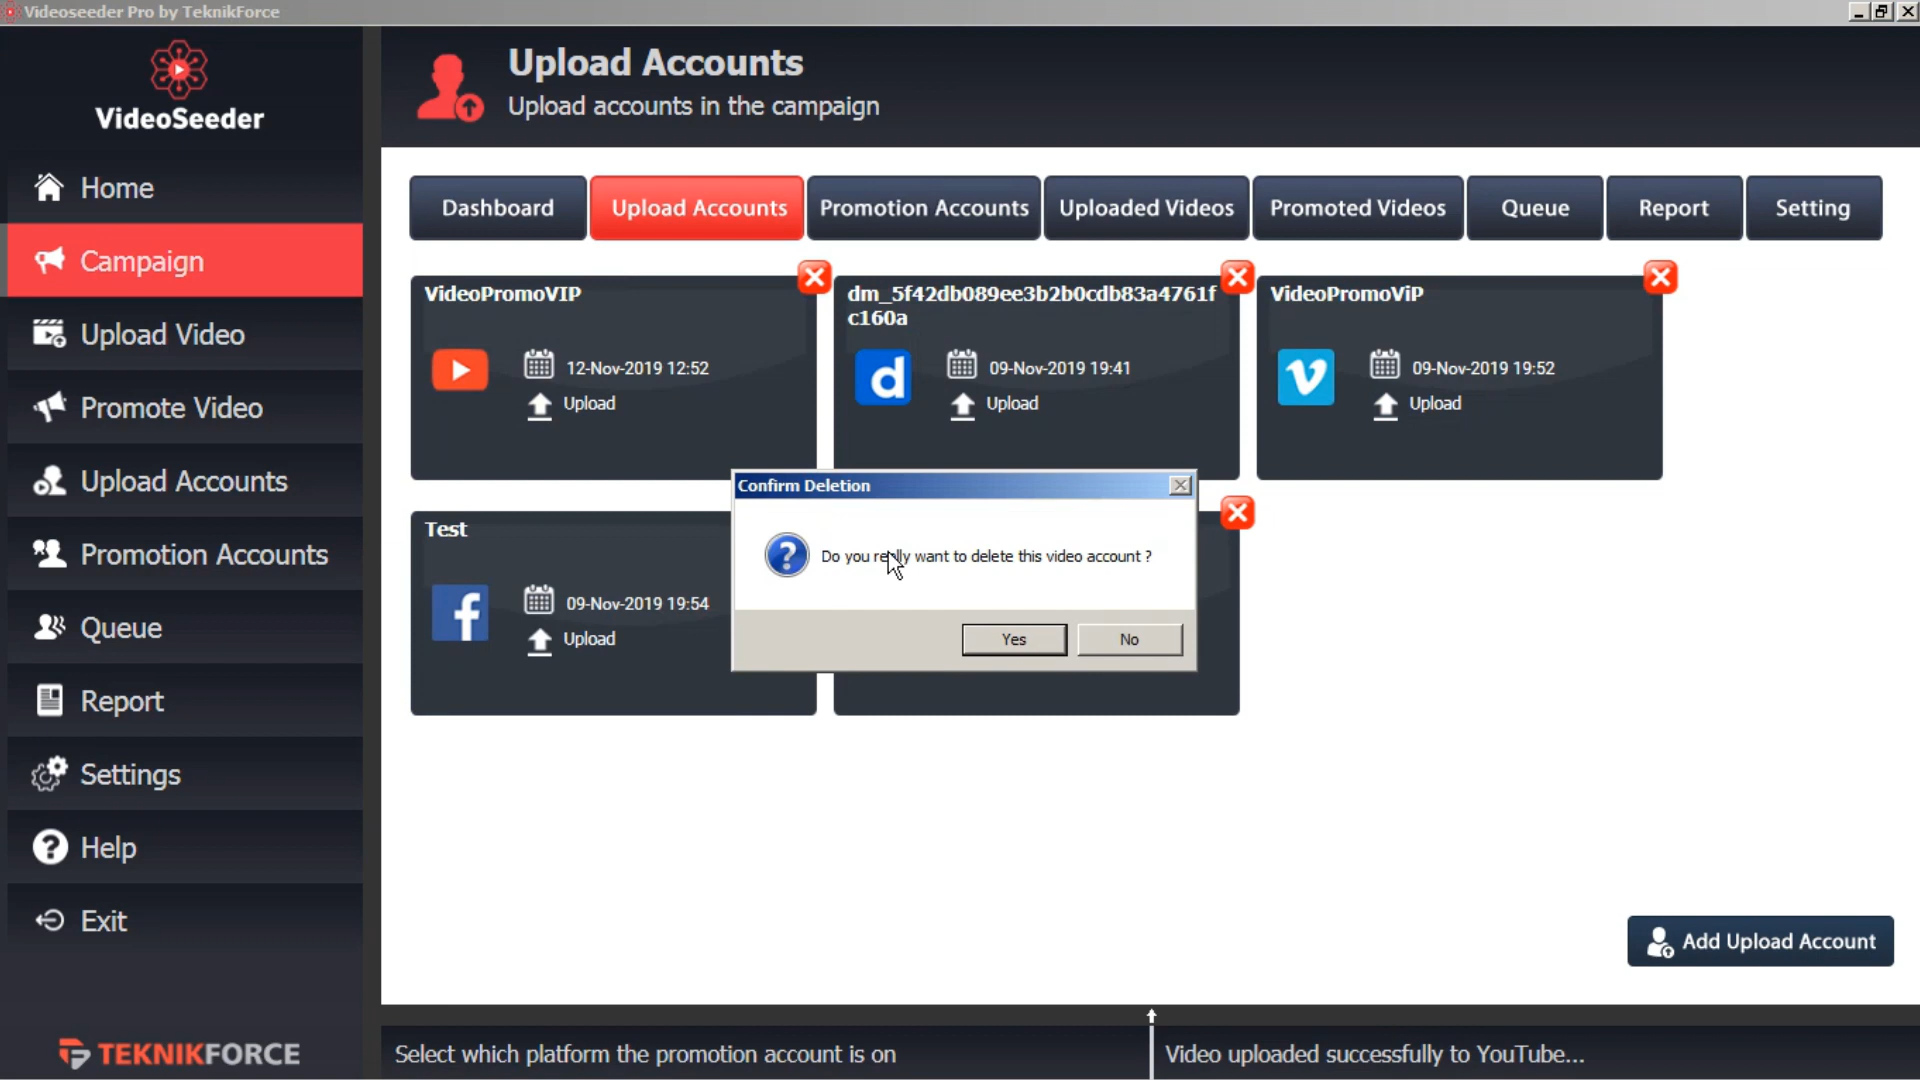 Videoseeder Pro by TeknikForce
VideoSeeder
Home
Campaign
Upload Video
Promote Video
Upload Accounts
Promotion Accounts
Queue
Report
Settings
Help
Exit
TEKNIKFORCE
Upload Accounts
Upload accounts in the campaign
Dashboard
Upload Accounts
Promotion Accounts
Uploaded Videos
Promoted Videos
Queue
Report
Setting
VideoPromoVIP
12-Nov-2019 12:52
Upload
dm_5f42db089ee3b2b0cdb83a4761f
c160a
09-Nov-2019 19:41
Upload
VideoPromoViP
09-Nov-2019 19:52
Upload
Test
09-Nov-2019 19:54
Upload
Confirm Deletion
Do you really want to delete this video account ?
Yes
No
Add Upload Account
Select which platform the promotion account is on
Video uploaded successfully to YouTube...